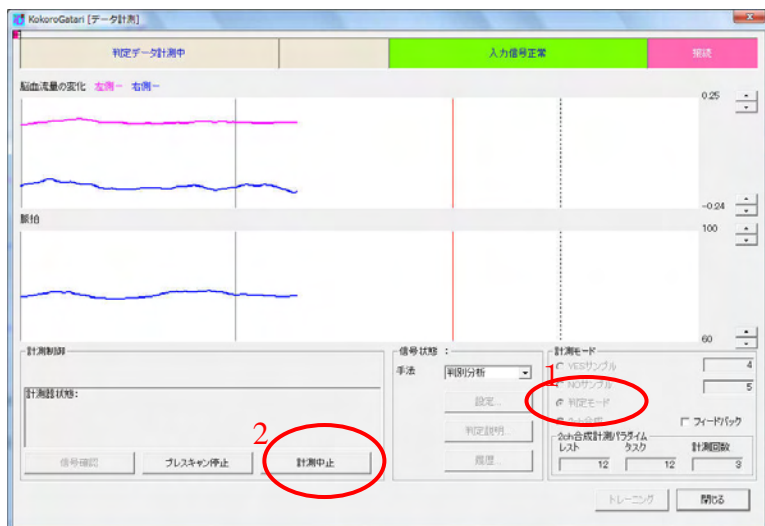 KokoroGatari [データ計測]
判定データ計測中 入力信号正常 接続
脳血流量の変化 左側ー 右側ー
0.25
-0.24
脈拍
100
60
計測制御
計測器状態:
2
信号確認 プレスキャン停止 計測中止
信号状態 :
手法 判別分析
設定...
判定説明...
履歴...
計測モード
1
YESサンプル 4
NOサンプル 5
判定モード
2ch合成
フィードバック
2ch合成計測パラダイム
レスト タスク 計測回数
12 12 3
トレーニング 閉じる